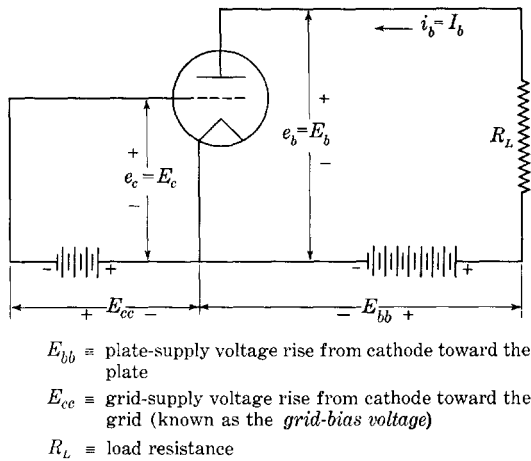 i_b = I_b
+
e_b = E_b
−
R_L
+
e_c = E_c
−
− +
− +
+ E_cc −
− E_bb +
E_bb ≡ plate-supply voltage rise from cathode toward the
plate
E_cc ≡ grid-supply voltage rise from cathode toward the
grid (known as the grid-bias voltage)
R_L ≡ load resistance